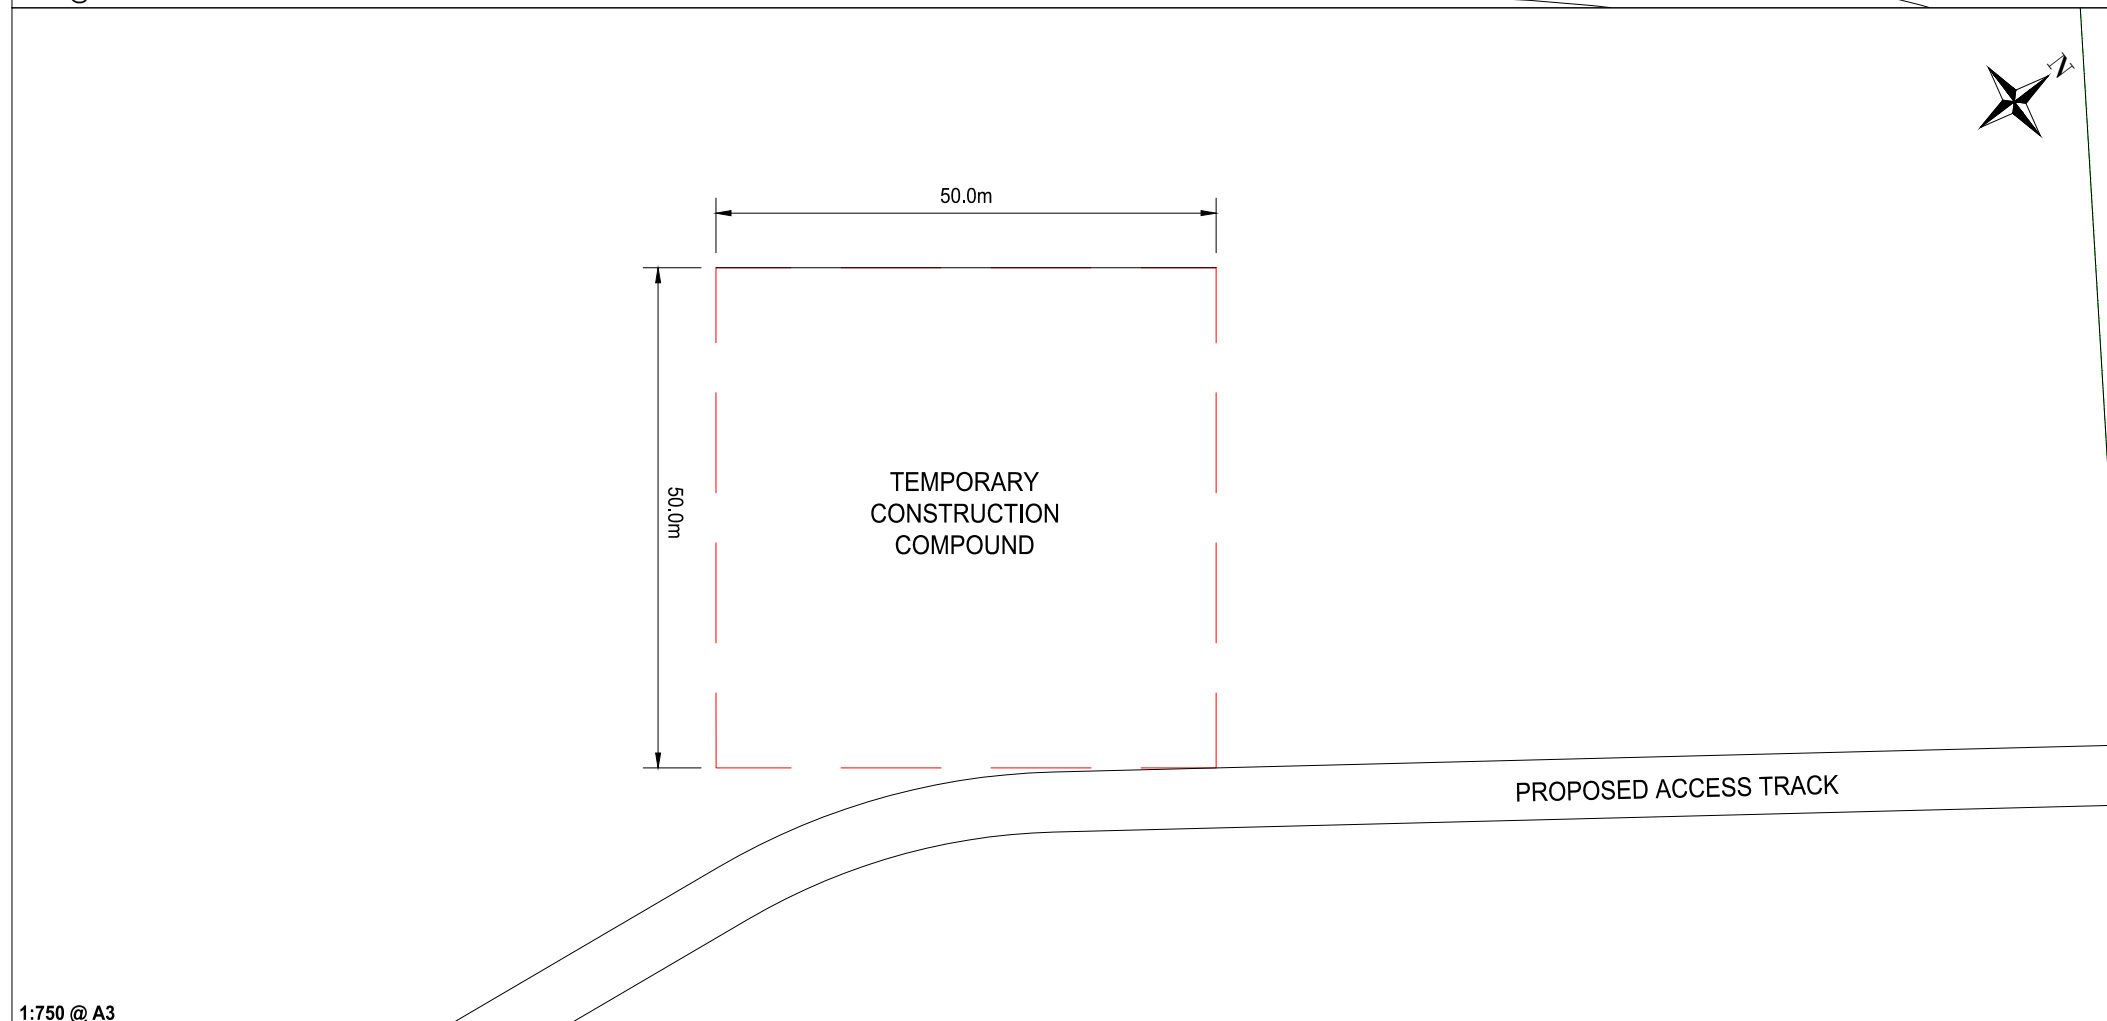 N
50.0m
50.0m
TEMPORARY
CONSTRUCTION
COMPOUND
PROPOSED ACCESS TRACK
1:750 @ A3